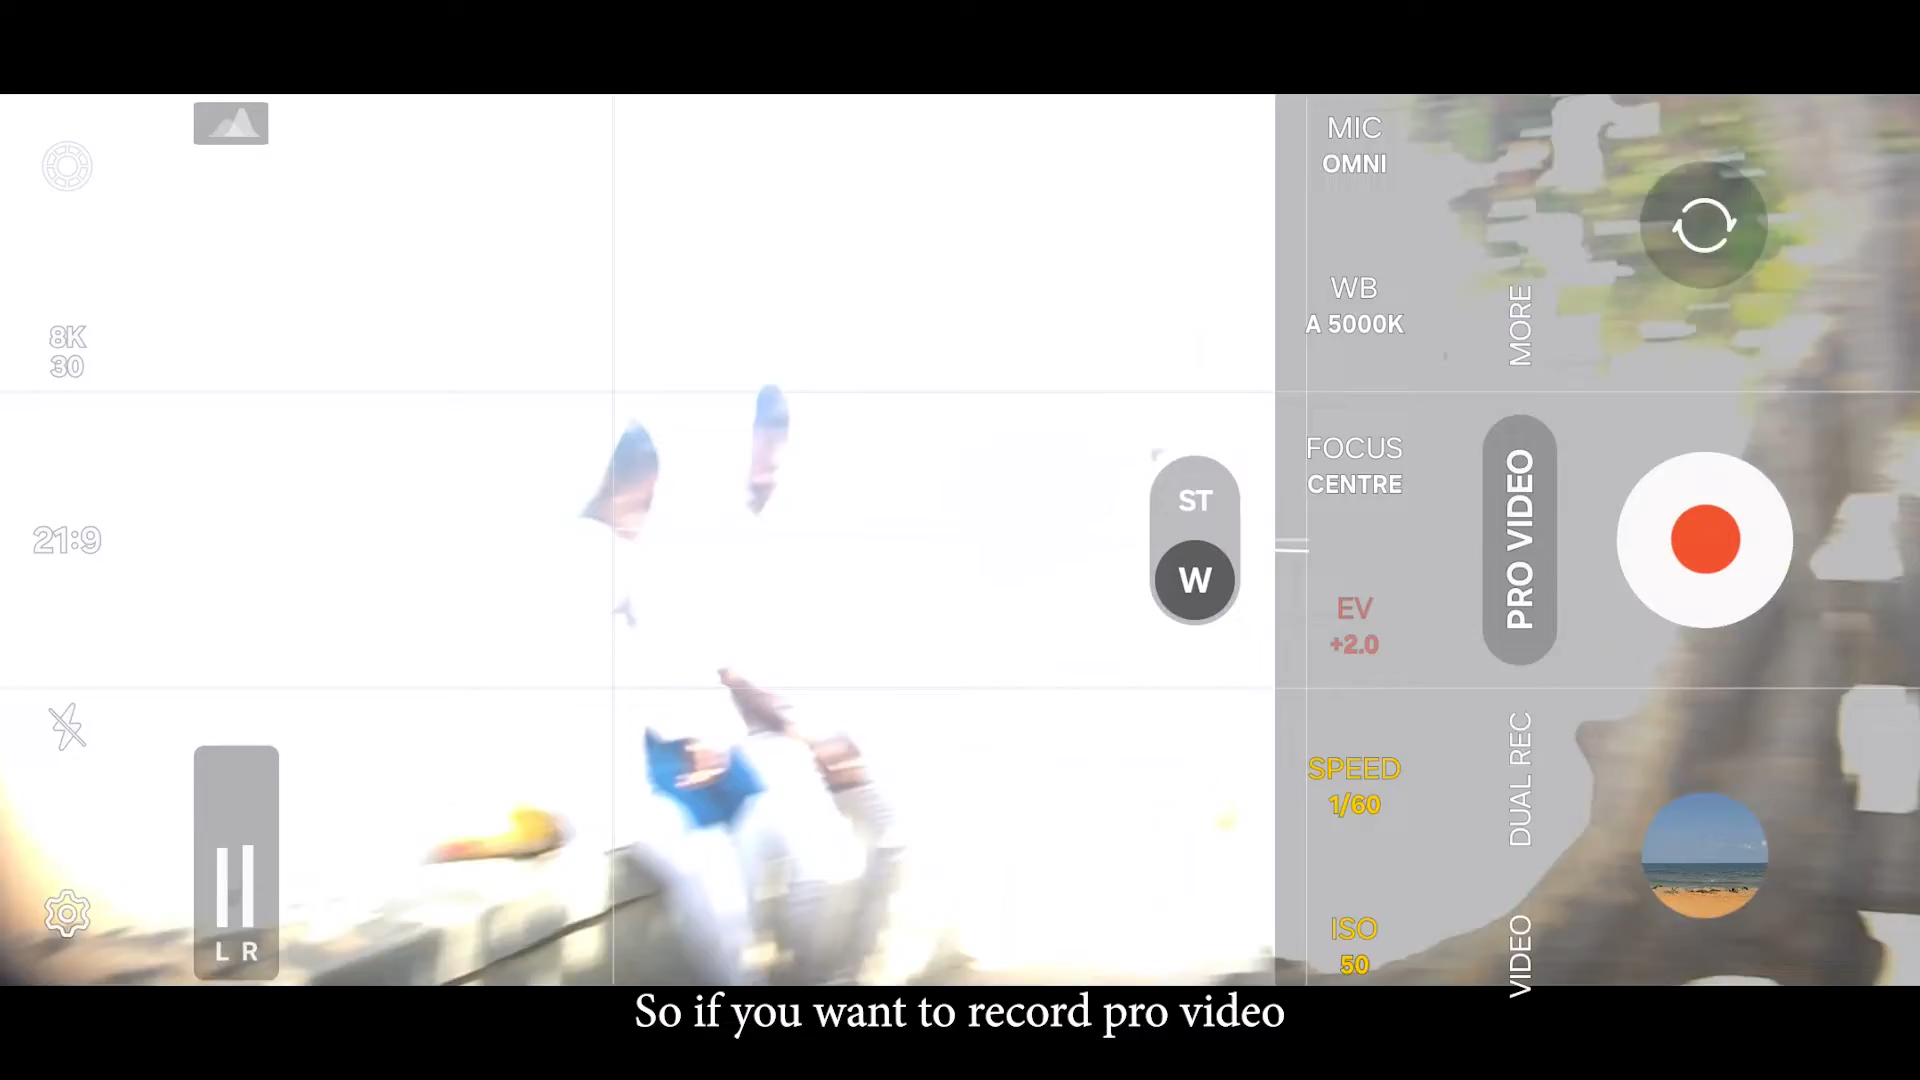 8K
30
21:9
L R
ST
W
MIC
OMNI
WB
A 5000K
FOCUS
CENTRE
EV
+2.0
SPEED
1/60
ISO
50
MORE
PRO VIDEO
DUAL REC
VIDEO
So if you want to record pro video